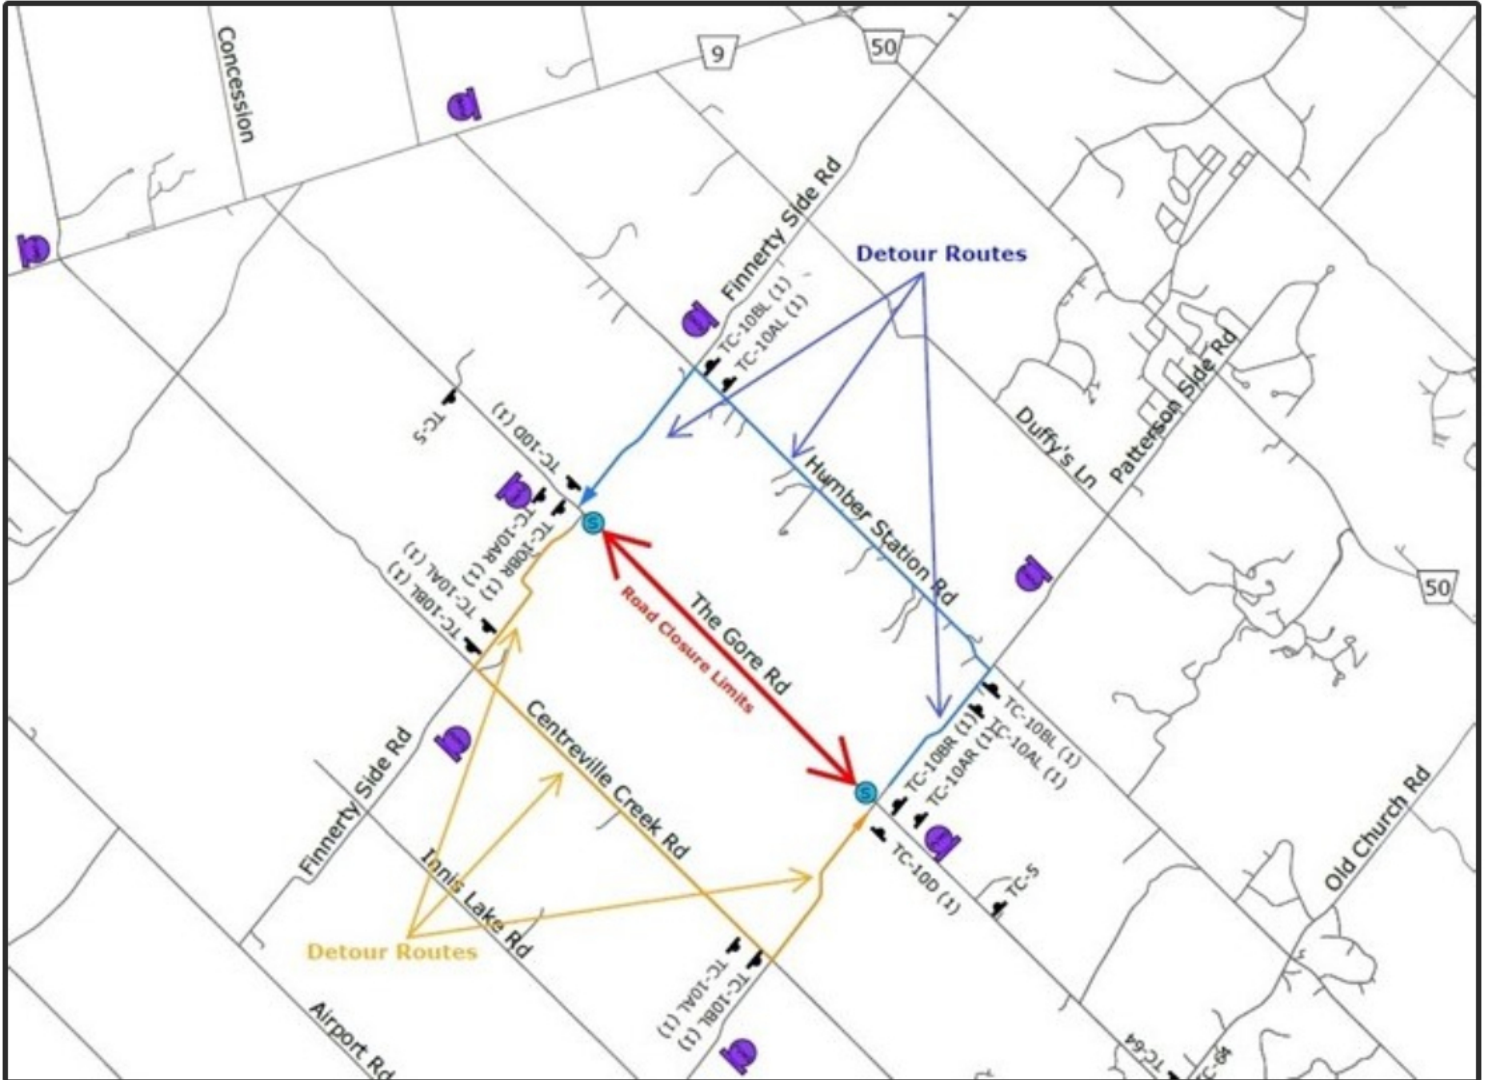 Concession
9
50
Finnerty Side Rd
Detour Routes
TC-10BL (1)
TC-10AL (1)
Patterson Side Rd
TC-5
TC-10D (1)
Duffy's Ln
Humber Station Rd
TC-10AR (1)
TC-10BR (1)
TC-10AL (1)
TC-10BL (1)
50
The Gore Rd
Road Closure Limits
TC-10BL (1)
TC-10AL (1)
TC-10BR (1)
TC-10AR (1)
Centreville Creek Rd
Finnerty Side Rd
Old Church Rd
Innis Lake Rd
TC-10D (1)
TC-5
Detour Routes
TC-10AL (1)
TC-10BL (1)
Airport Rd
TC-64
S
S